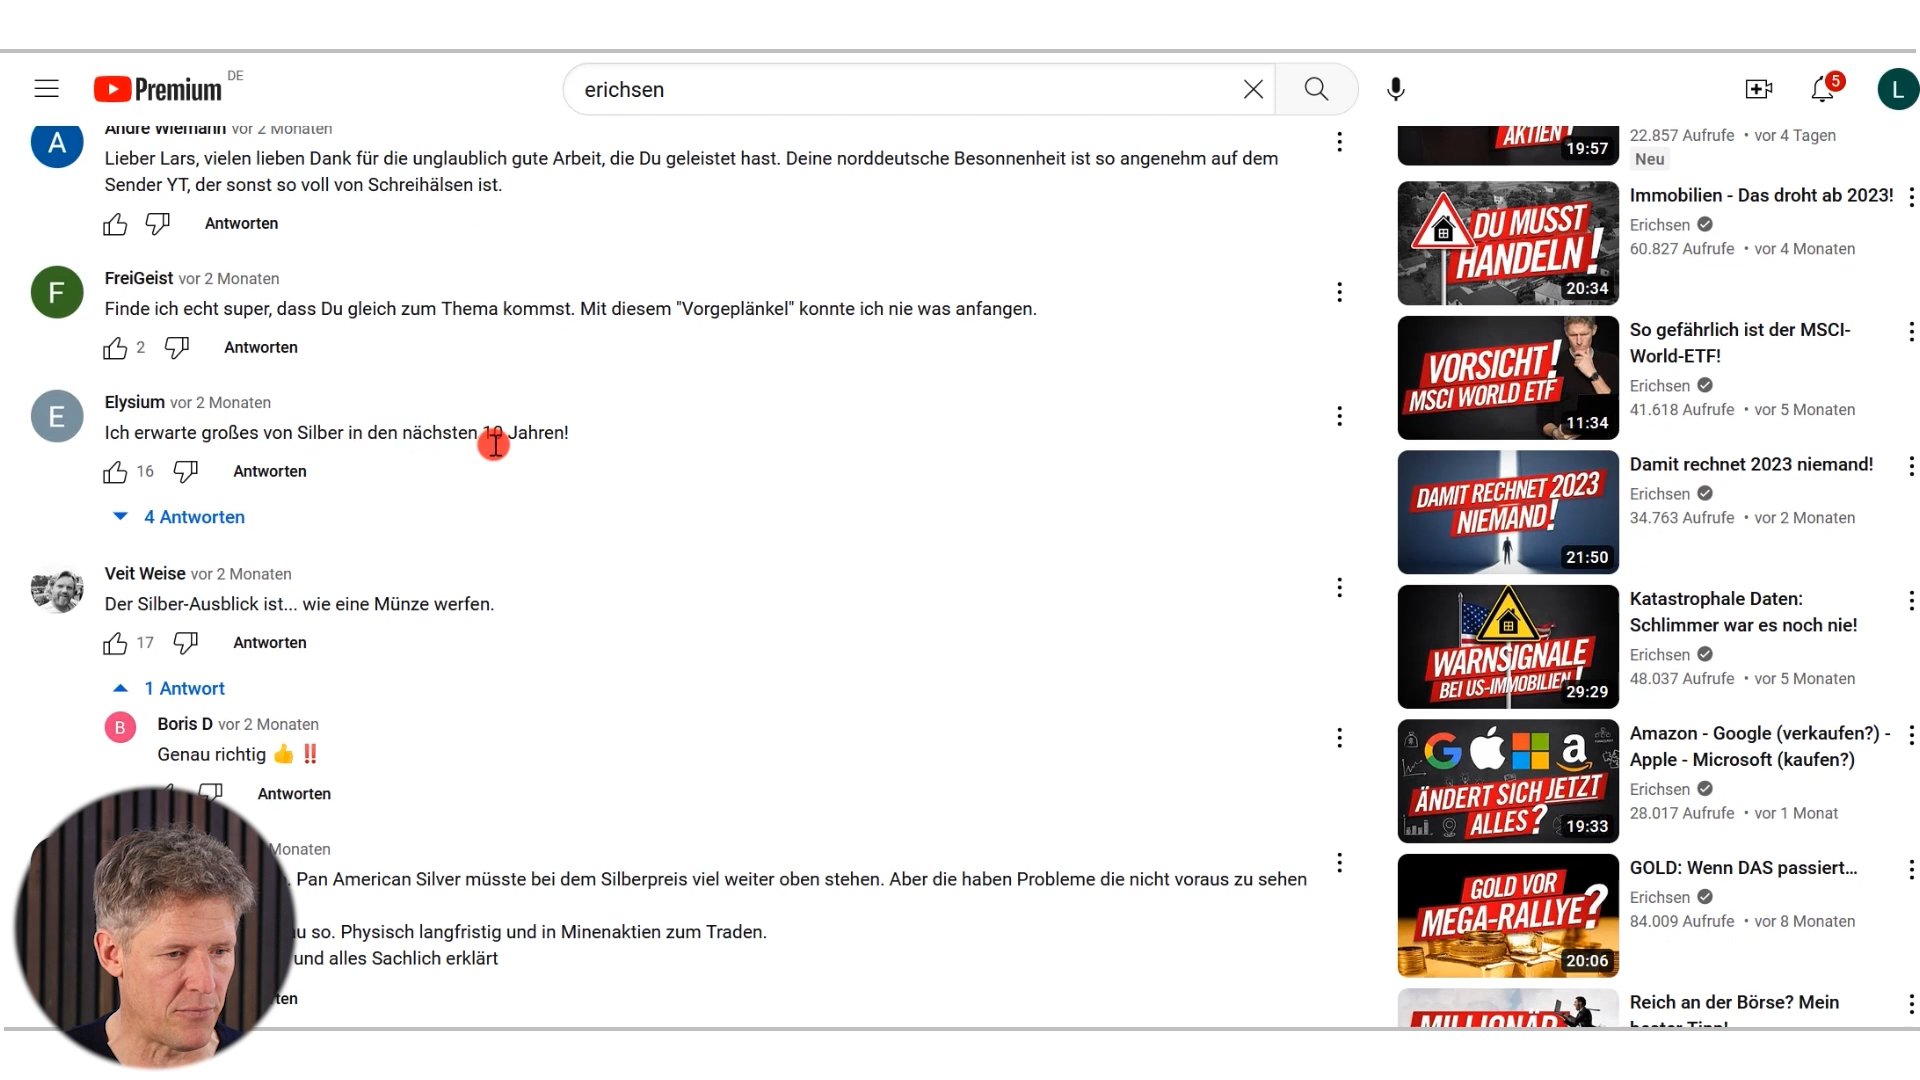 Premium
DE
erichsen
5
L
A
Andre Wiemann vor 2 Monaten
Lieber Lars, vielen lieben Dank für die unglaublich gute Arbeit, die Du geleistet hast. Deine norddeutsche Besonnenheit ist so angenehm auf dem
Sender YT, der sonst so voll von Schreihälsen ist.
Antworten
F
FreiGeist vor 2 Monaten
Finde ich echt super, dass Du gleich zum Thema kommst. Mit diesem "Vorgeplänkel" konnte ich nie was anfangen.
2
Antworten
E
Elysium vor 2 Monaten
Ich erwarte großes von Silber in den nächsten 10 Jahren!
16
Antworten
4 Antworten
Veit Weise vor 2 Monaten
Der Silber-Ausblick ist... wie eine Münze werfen.
17
Antworten
1 Antwort
B
Boris D vor 2 Monaten
Genau richtig 👍 ‼️
Antworten
Monaten
. Pan American Silver müsste bei dem Silberpreis viel weiter oben stehen. Aber die haben Probleme die nicht voraus zu sehen
so. Physisch langfristig und in Minenaktien zum Traden.
und alles Sachlich erklärt
ten
AKTIEN!
19:57
22.857 Aufrufe • vor 4 Tagen
Neu
DU MUSST
HANDELN!
20:34
Immobilien - Das droht ab 2023!
Erichsen
60.827 Aufrufe • vor 4 Monaten
VORSICHT!
MSCI WORLD ETF
11:34
So gefährlich ist der MSCI-
World-ETF!
Erichsen
41.618 Aufrufe • vor 5 Monaten
DAMIT RECHNET 2023
NIEMAND!
21:50
Damit rechnet 2023 niemand!
Erichsen
34.763 Aufrufe • vor 2 Monaten
WARNSIGNALE
BEI US-IMMOBILIEN!
29:29
Katastrophale Daten:
Schlimmer war es noch nie!
Erichsen
48.037 Aufrufe • vor 5 Monaten
ÄNDERT SICH JETZT
ALLES?
19:33
Amazon - Google (verkaufen?) -
Apple - Microsoft (kaufen?)
Erichsen
28.017 Aufrufe • vor 1 Monat
GOLD VOR
MEGA-RALLYE?
20:06
GOLD: Wenn DAS passiert...
Erichsen
84.009 Aufrufe • vor 8 Monaten
MILLIONÄR
Reich an der Börse? Mein
bester Tipp!